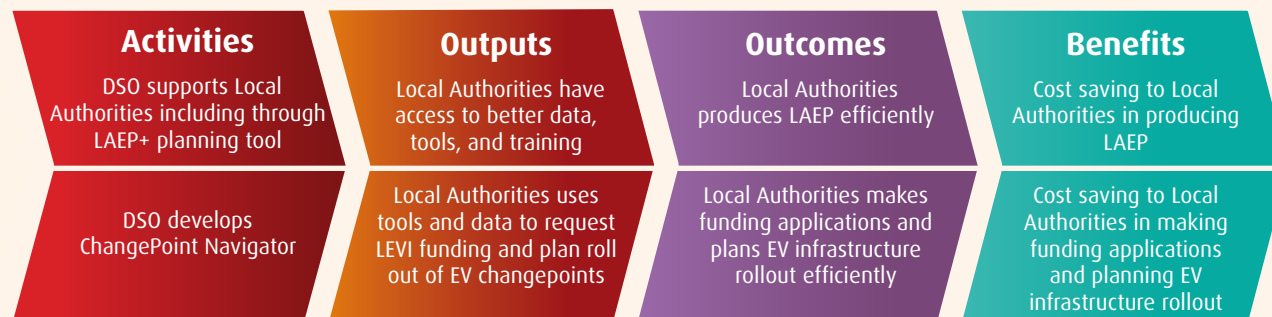 Activities
DSO supports Local
Authorities including through
LAEP+ planning tool
Outputs
Local Authorities have
access to better data,
tools, and training
Outcomes
Local Authorities
produces LAEP efficiently
Benefits
Cost saving to Local
Authorities in producing
LAEP
DSO develops
ChangePoint Navigator
Local Authorities uses
tools and data to request
LEVI funding and plan roll
out of EV changepoints
Local Authorities makes
funding applications and
plans EV infrastructure
rollout efficiently
Cost saving to Local
Authorities in making
funding applications
and planning EV
infrastructure rollout